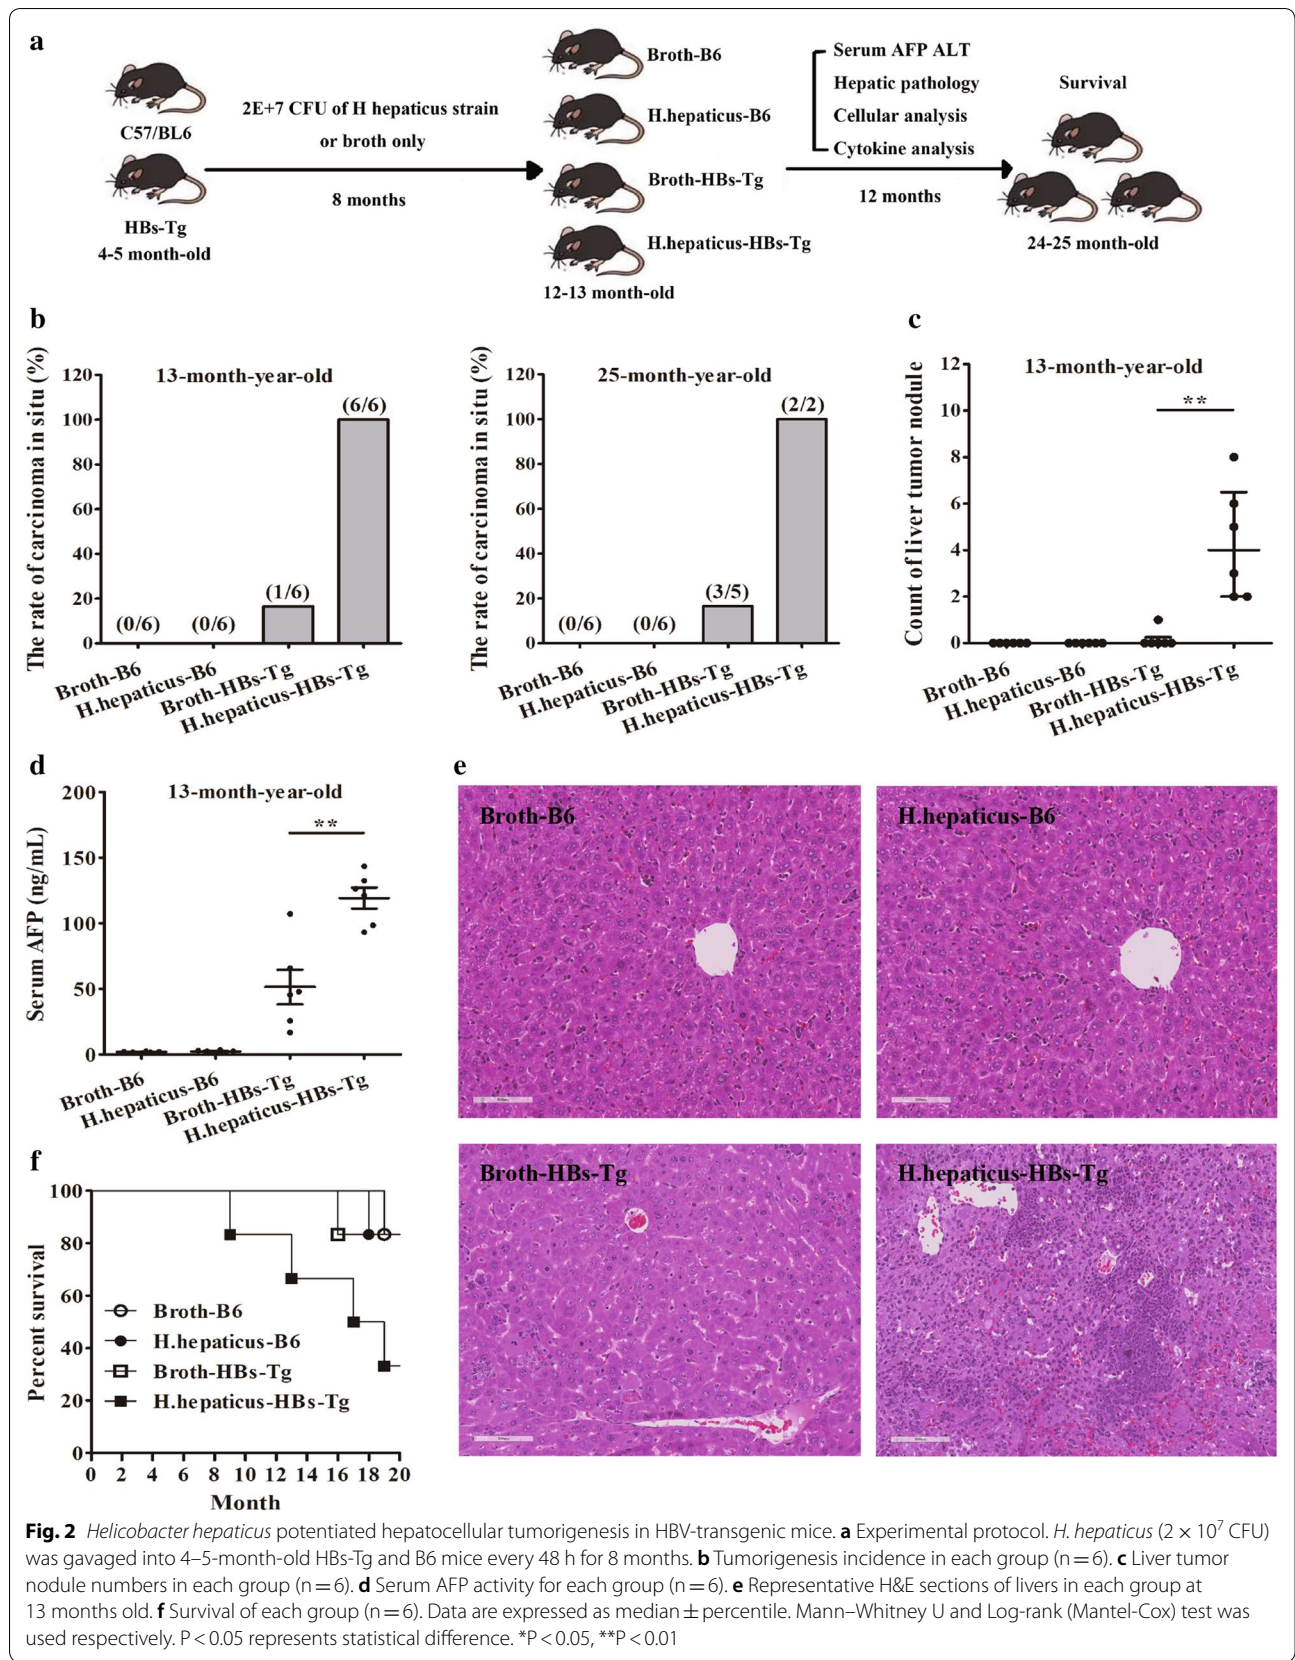 a
C57/BL6
HBs-Tg
4-5 month-old
2E+7 CFU of H hepaticus strain
or broth only
8 months
Broth-B6
H.hepaticus-B6
Broth-HBs-Tg
H.hepaticus-HBs-Tg
12-13 month-old
Serum AFP ALT
Hepatic pathology
Cellular analysis
Cytokine analysis
12 months
Survival
24-25 month-old
b
The rate of carcinoma in situ (%)
13-month-year-old
120
100
80
60
40
20
0
(0/6)
(0/6)
(1/6)
(6/6)
Broth-B6
H.hepaticus-B6
Broth-HBs-Tg
H.hepaticus-HBs-Tg
The rate of carcinoma in situ (%)
25-month-year-old
120
100
80
60
40
20
0
(0/6)
(0/6)
(3/5)
(2/2)
Broth-B6
H.hepaticus-B6
Broth-HBs-Tg
H.hepaticus-HBs-Tg
c
Count of liver tumor nodule
13-month-year-old
12
10
8
6
4
2
0
**
Broth-B6
H.hepaticus-B6
Broth-HBs-Tg
H.hepaticus-HBs-Tg
d
Serum AFP (ng/mL)
13-month-year-old
200
150
100
50
0
**
Broth-B6
H.hepaticus-B6
Broth-HBs-Tg
H.hepaticus-HBs-Tg
e
Broth-B6
H.hepaticus-B6
Broth-HBs-Tg
H.hepaticus-HBs-Tg
f
Percent survival
100
80
60
40
20
0
Broth-B6
H.hepaticus-B6
Broth-HBs-Tg
H.hepaticus-HBs-Tg
0 2 4 6 8 10 12 14 16 18 20
Month
Fig. 2 Helicobacter hepaticus potentiated hepatocellular tumorigenesis in HBV-transgenic mice. a Experimental protocol. H. hepaticus (2 × 10⁷ CFU)
was gavaged into 4–5-month-old HBs-Tg and B6 mice every 48 h for 8 months. b Tumorigenesis incidence in each group (n = 6). c Liver tumor
nodule numbers in each group (n = 6). d Serum AFP activity for each group (n = 6). e Representative H&E sections of livers in each group at
13 months old. f Survival of each group (n = 6). Data are expressed as median ± percentile. Mann–Whitney U and Log-rank (Mantel-Cox) test was
used respectively. P < 0.05 represents statistical difference. *P < 0.05, **P < 0.01